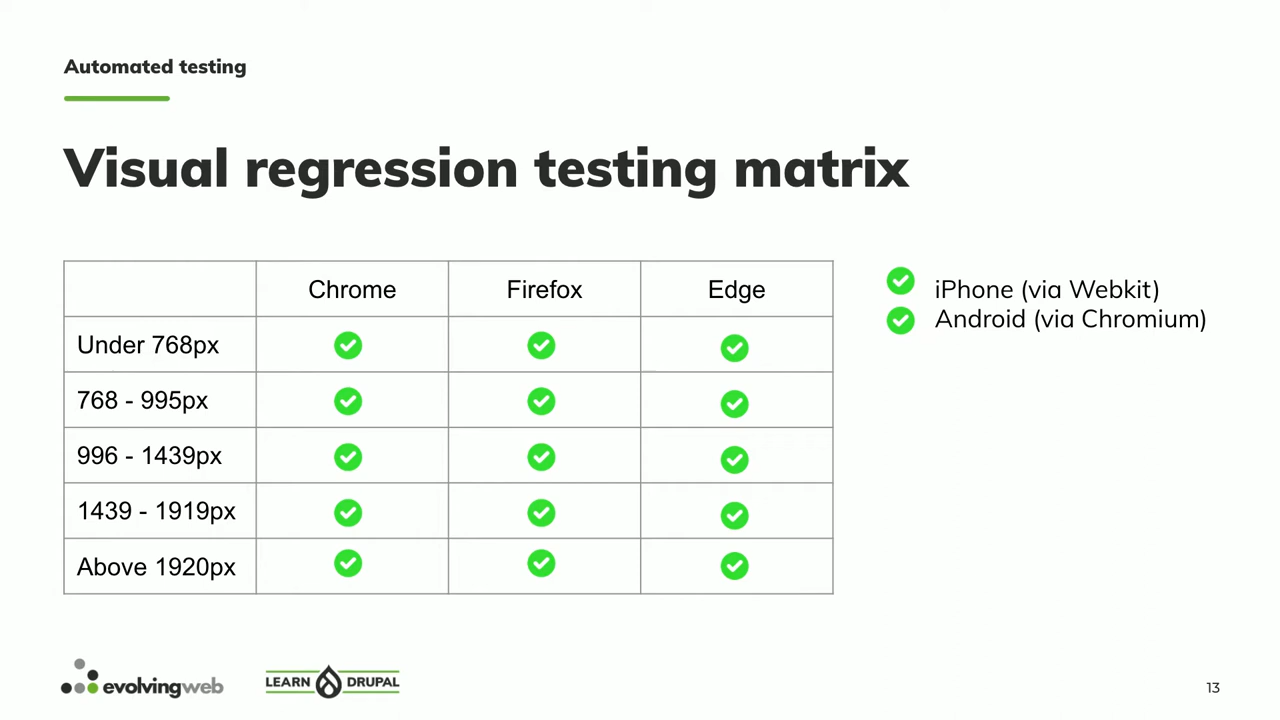 Automated testing
Visual regression testing matrix
Chrome Firefox Edge
Under 768px
768 - 995px
996 - 1439px
1439 - 1919px
Above 1920px
iPhone (via Webkit)
Android (via Chromium)
evolvingweb
LEARN DRUPAL
13